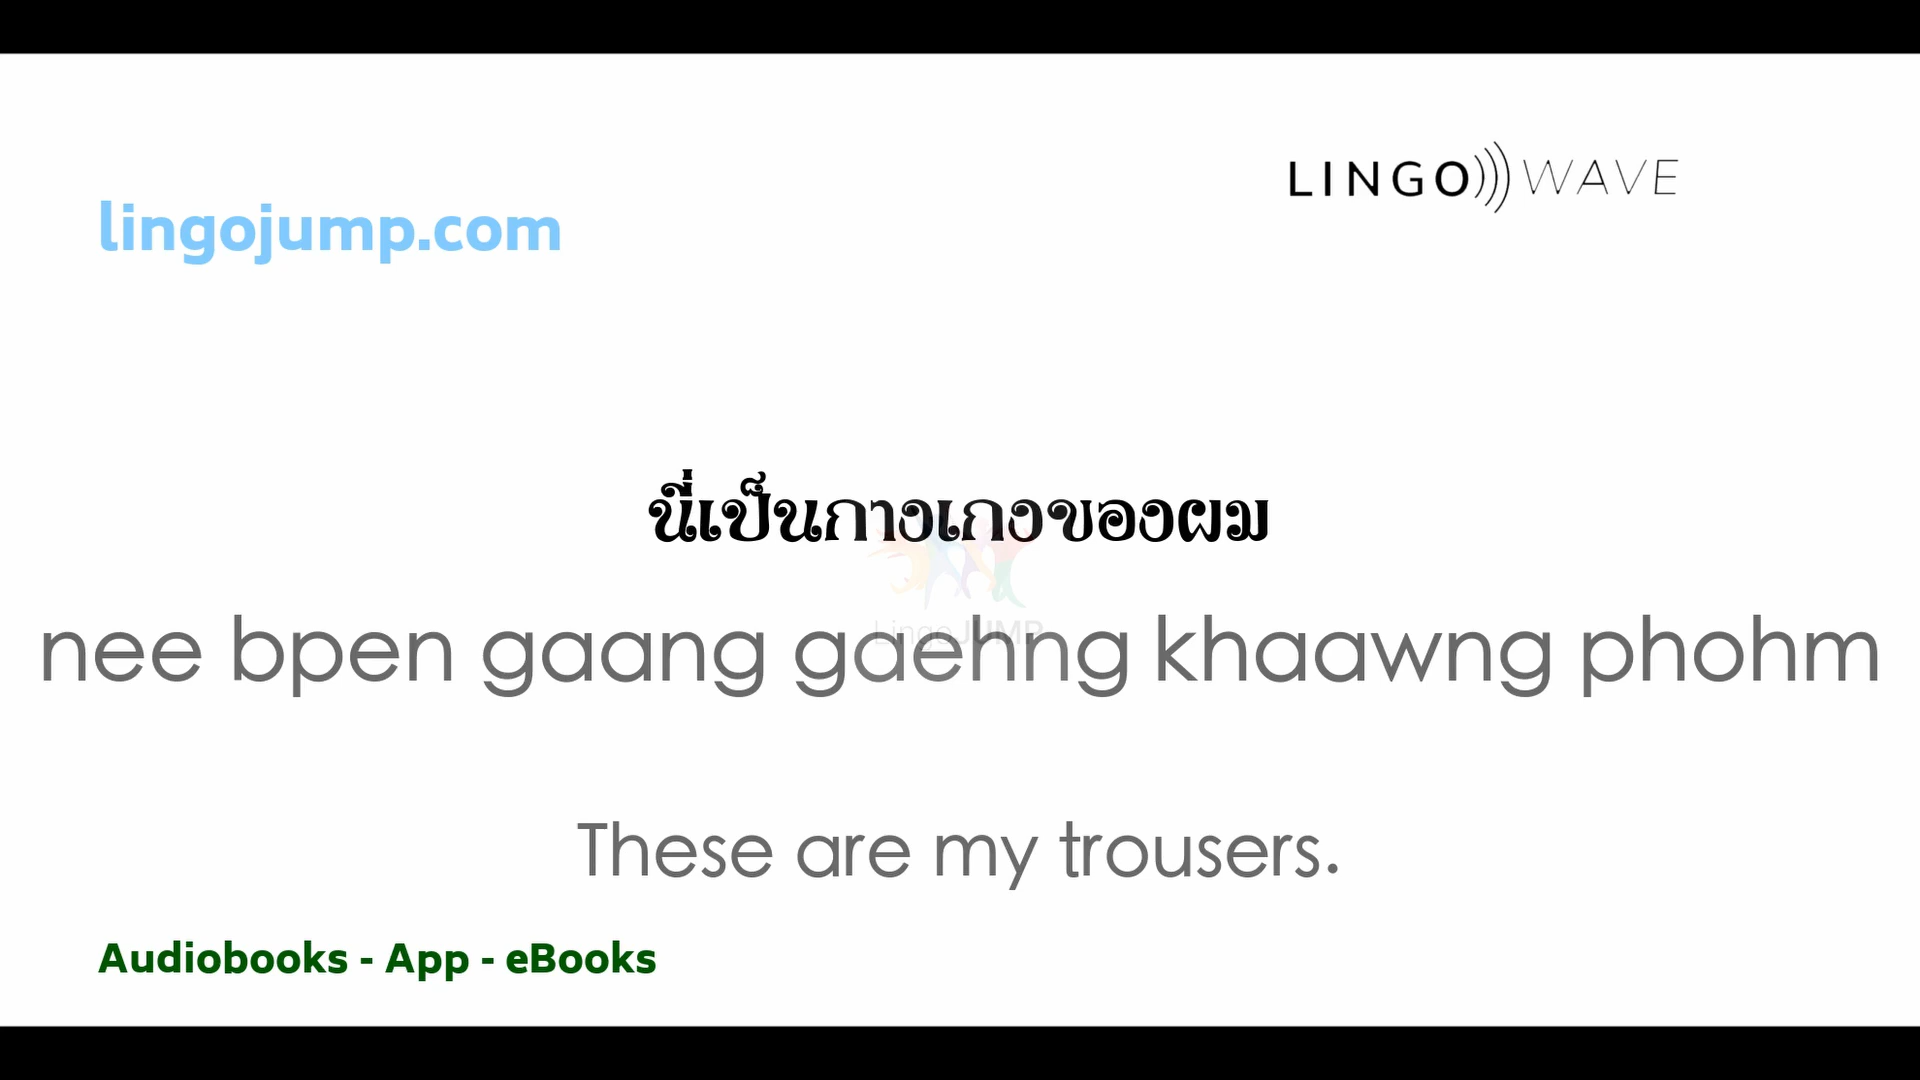 LINGO WAVE
lingojump.com
นี่เป็นกางเกงของผม
LingoJUMP
nee bpen gaang gaehng khaawng phohm
These are my trousers.
Audiobooks - App - eBooks